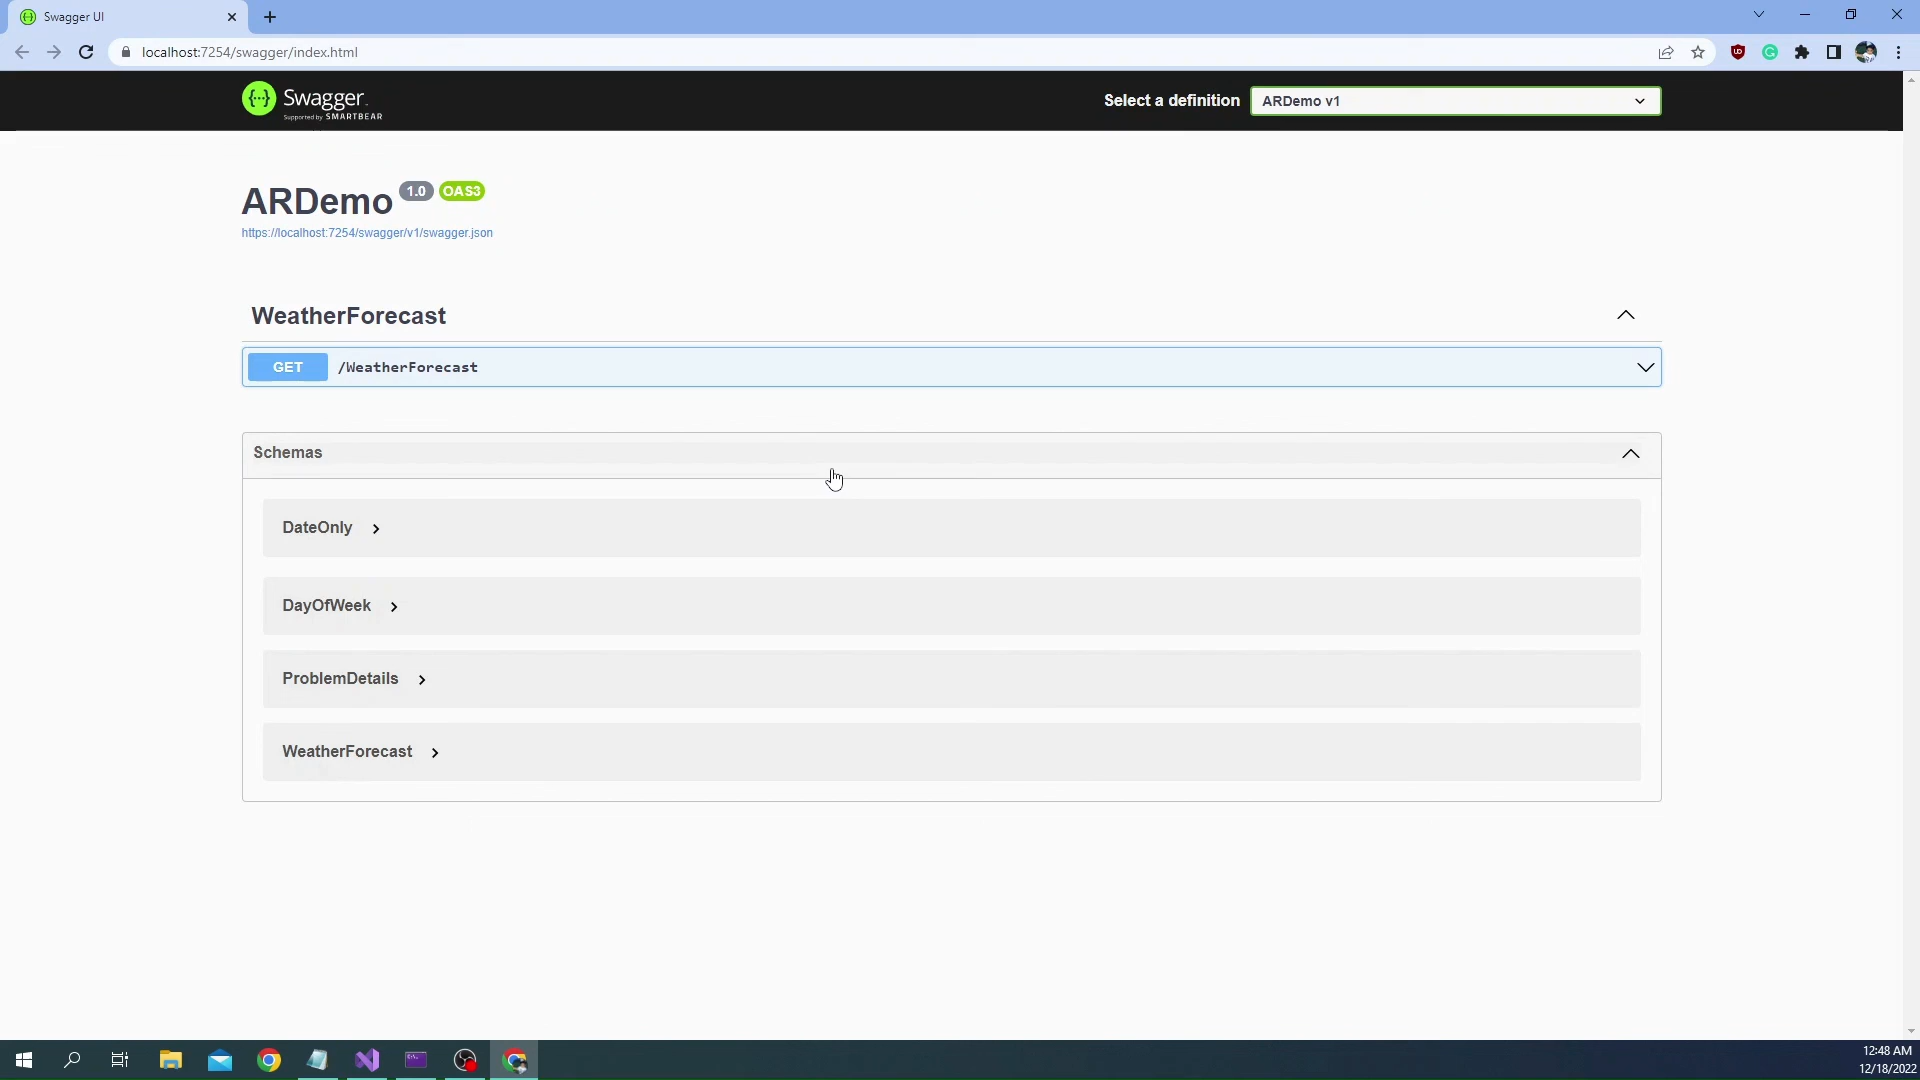 Swagger UI
localhost:7254/swagger/index.html
Swagger
Supported by SMARTBEAR
Select a definition
ARDemo v1
ARDemo 1.0 OAS3
https://localhost:7254/swagger/v1/swagger.json
WeatherForecast
GET /WeatherForecast
Schemas
DateOnly
DayOfWeek
ProblemDetails
WeatherForecast
12:48 AM
12/18/2022